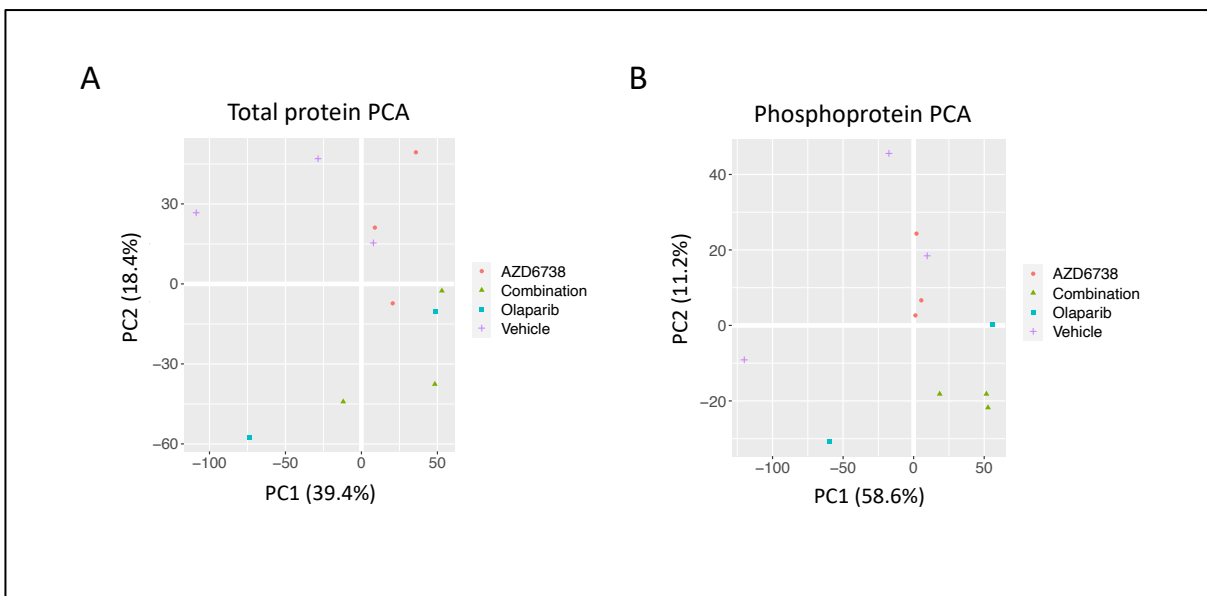 A
Total protein PCA
PC2 (18.4%)
30
0
−30
−60
−100
−50
0
50
PC1 (39.4%)
AZD6738
Combination
Olaparib
Vehicle
B
Phosphoprotein PCA
PC2 (11.2%)
40
20
0
−20
−100
−50
0
50
PC1 (58.6%)
AZD6738
Combination
Olaparib
Vehicle